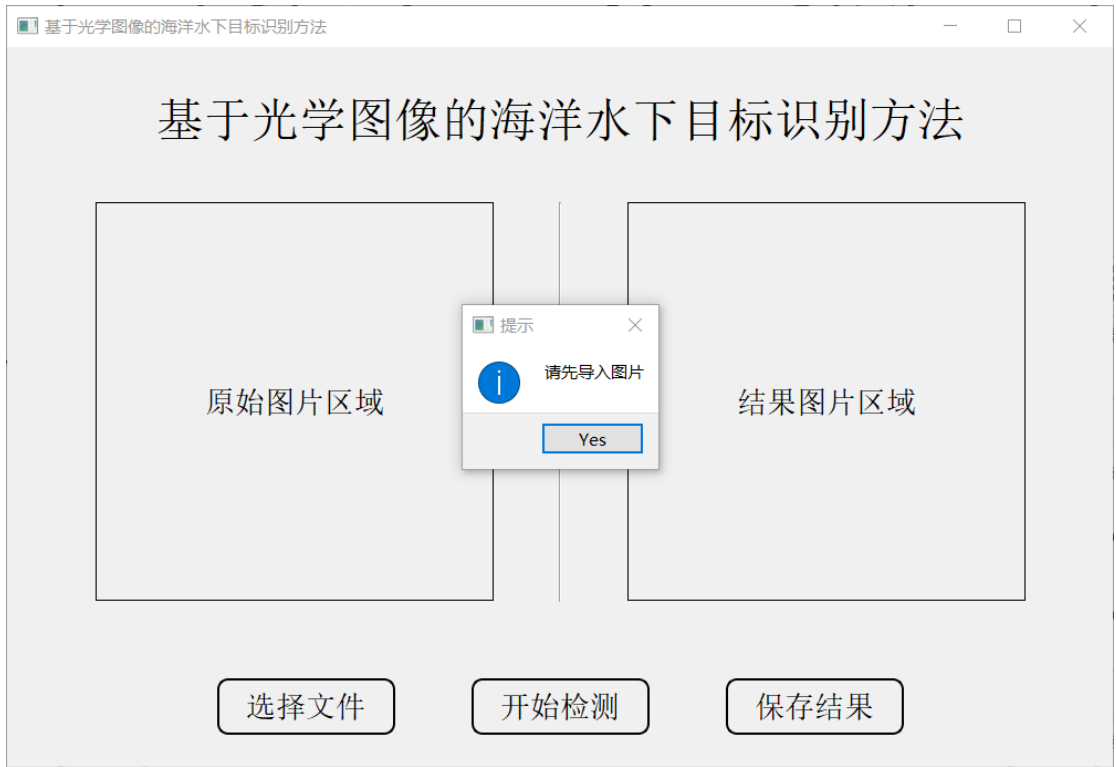 基于光学图像的海洋水下目标识别方法
基于光学图像的海洋水下目标识别方法
提示
请先导入图片
Yes
原始图片区域
结果图片区域
选择文件
开始检测
保存结果